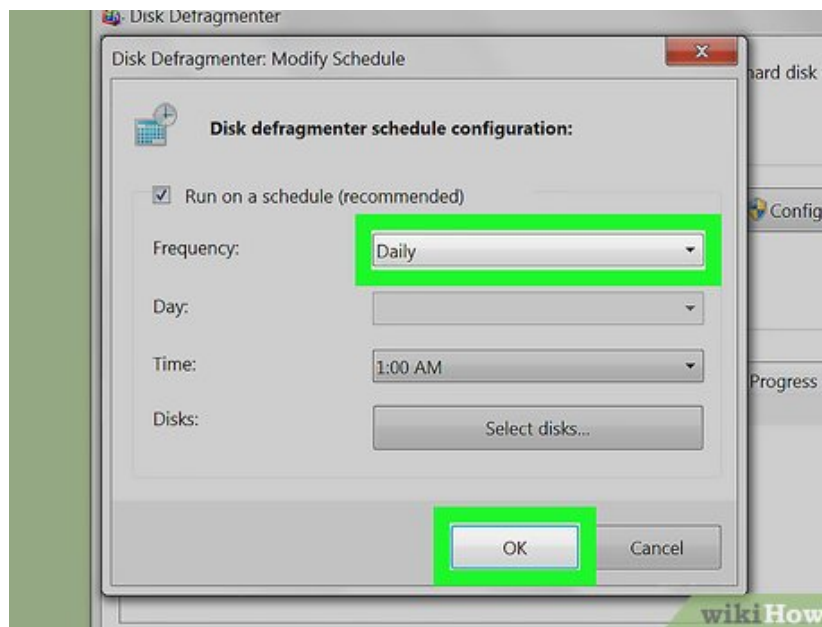 Disk Defragmenter
Disk Defragmenter: Modify Schedule
x
hard disk
Disk defragmenter schedule configuration:
Run on a schedule (recommended)
Config
Frequency:
Daily
Day:
Time:
1:00 AM
Progress
Disks:
Select disks...
OK
Cancel
wikiHow